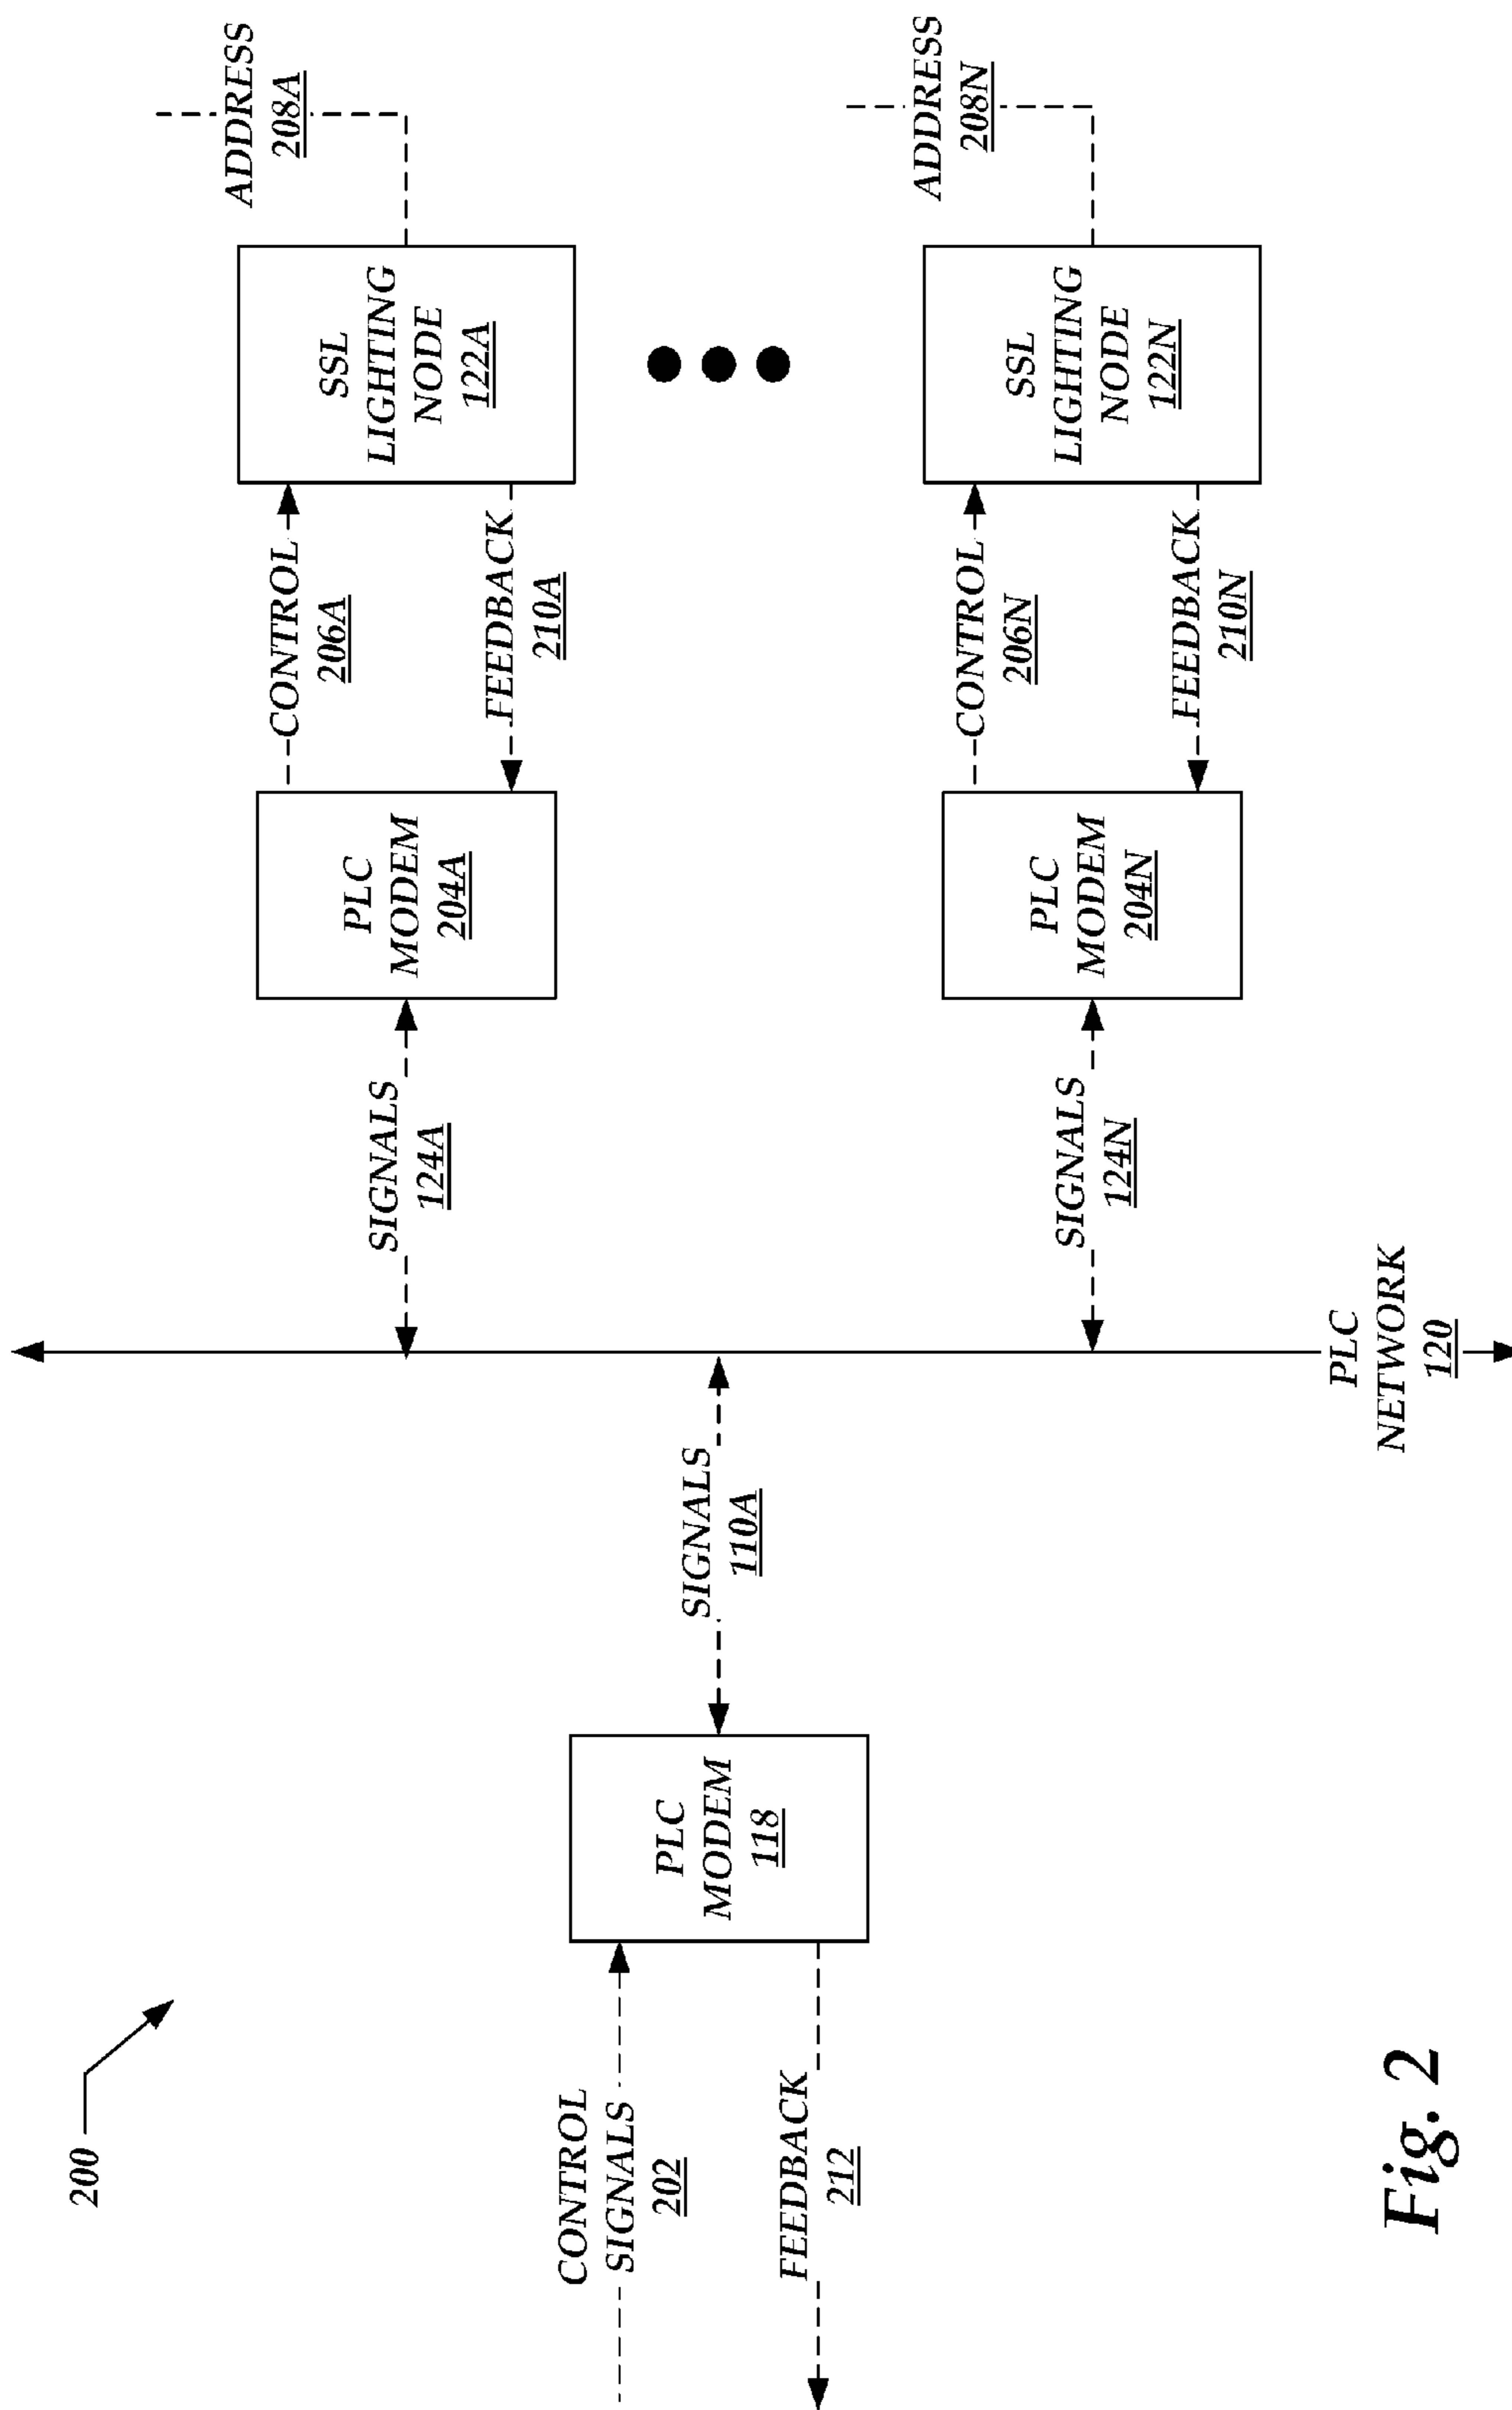 200
CONTROL
SIGNALS
202
FEEDBACK
212
PLC
MODEM
118
SIGNALS
110A
PLC
NETWORK
120
SIGNALS
124A
PLC
MODEM
204A
CONTROL
206A
FEEDBACK
210A
SSL
LIGHTING
NODE
122A
ADDRESS
208A
SIGNALS
124N
PLC
MODEM
204N
CONTROL
206N
FEEDBACK
210N
SSL
LIGHTING
NODE
122N
ADDRESS
208N
Fig. 2